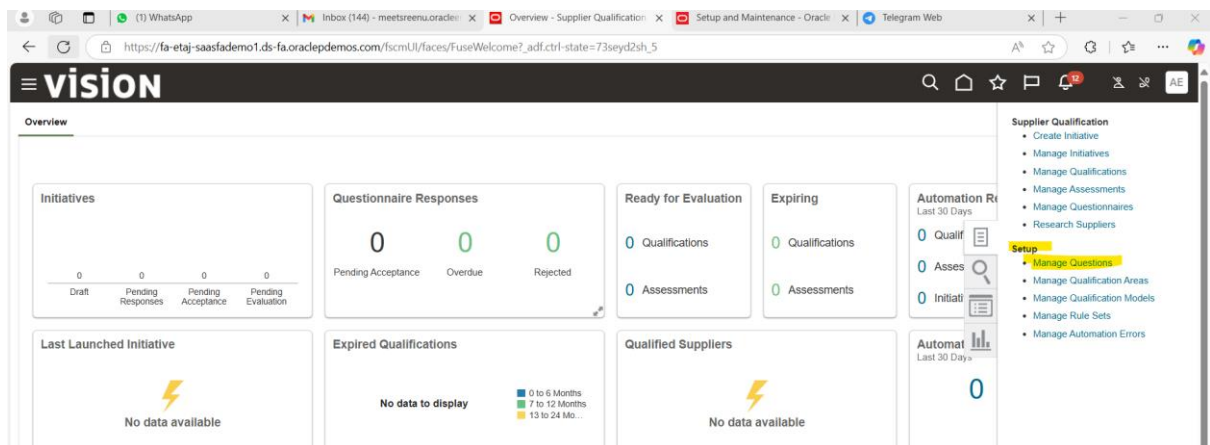 (1) WhatsApp
Inbox (144) - meetsreenu.oraclee
Overview - Supplier Qualification
Setup and Maintenance - Oracle
Telegram Web
https://fa-etaj-saasfademo1.ds-fa.oraclepdemos.com/fscmUI/faces/FuseWelcome?_adf.ctrl-state=73seyd2sh_5
vision
12
AE
Overview
Supplier Qualification
Create Initiative
Manage Initiatives
Manage Qualifications
Manage Assessments
Manage Questionnaires
Research Suppliers
Setup
Manage Questions
Manage Qualification Areas
Manage Qualification Models
Manage Rule Sets
Manage Automation Errors
Initiatives
0 0 0 0
Draft Pending Responses Pending Acceptance Pending Evaluation
Questionnaire Responses
0 0 0
Pending Acceptance Overdue Rejected
Ready for Evaluation
0 Qualifications
0 Assessments
Expiring
0 Qualifications
0 Assessments
Automation Re
Last 30 Days
0 Qualif
0 Asses
0 Initiati
Last Launched Initiative
No data available
Expired Qualifications
No data to display
0 to 6 Months
7 to 12 Months
13 to 24 Mo...
Qualified Suppliers
No data available
Automat
Last 30 Days
0